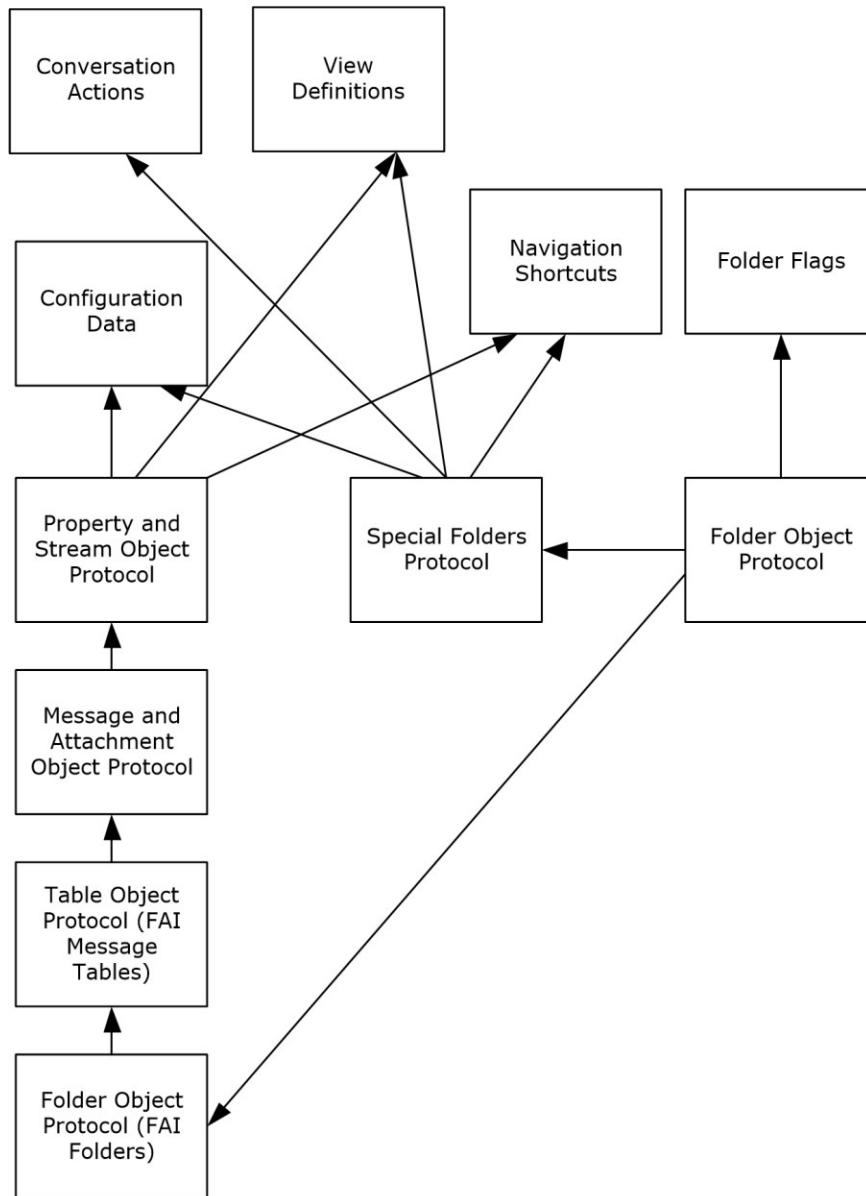 Conversation
Actions
View
Definitions
Navigation
Shortcuts
Folder Flags
Configuration
Data
Property and
Stream Object
Protocol
Special Folders
Protocol
Folder Object
Protocol
Message and
Attachment
Object Protocol
Table Object
Protocol (FAI
Message
Tables)
Folder Object
Protocol (FAI
Folders)